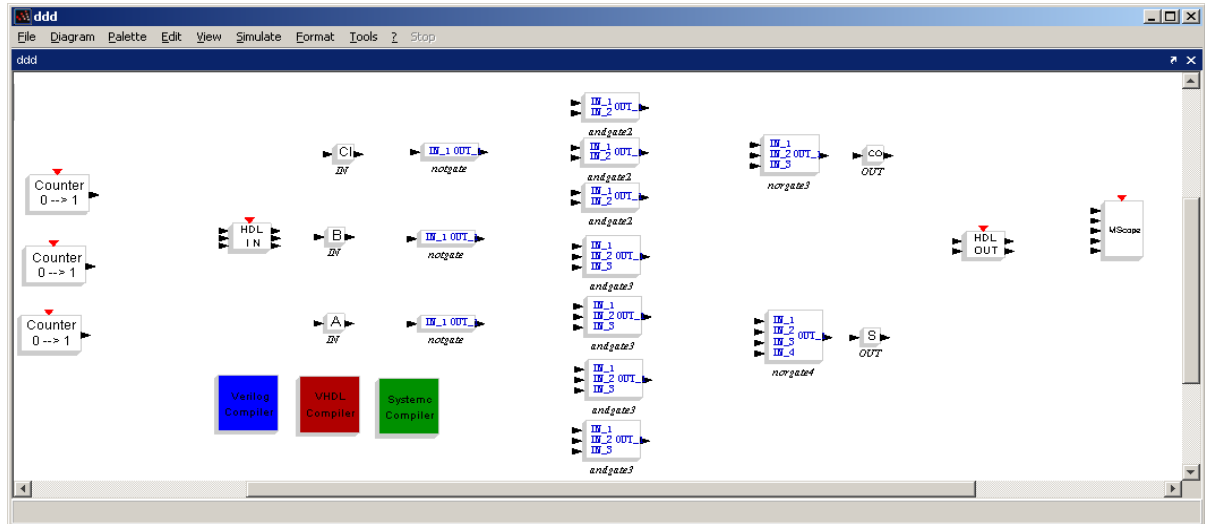 ddd
File Diagram Palette Edit View Simulate Format Tools ? Stop
ddd
IN_1 OUT_
IN_2
andgate2
CI
IN
IN_1 OUT_
notgate
IN_1 OUT_
IN_2
andgate2
IN_1
IN_2 OUT_
IN_3
norgate3
CO
OUT
Counter
0 --> 1
IN_1 OUT_
IN_2
andgate2
HDL
IN
B
IN
IN_1 OUT_
notgate
IN_1
IN_2 OUT_
IN_3
andgate3
HDL
OUT
MScope
Counter
0 --> 1
Counter
0 --> 1
A
IN
IN_1 OUT_
notgate
IN_1
IN_2 OUT_
IN_3
andgate3
IN_1
IN_2 OUT_
IN_3
IN_4
norgate4
S
OUT
Verilog
Compiler
VHDL
Compiler
Systemc
Compiler
IN_1
IN_2 OUT_
IN_3
andgate3
IN_1
IN_2 OUT_
IN_3
andgate3